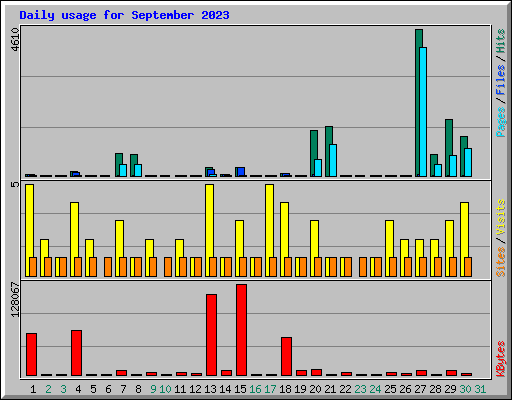 Daily usage for September 2023
4610
5
128067
Pages / Files / Hits
Sites / Visits
KBytes
1 2 3 4 5 6 7 8 9 10 11 12 13 14 15 16 17 18 19 20 21 22 23 24 25 26 27 28 29 30 31